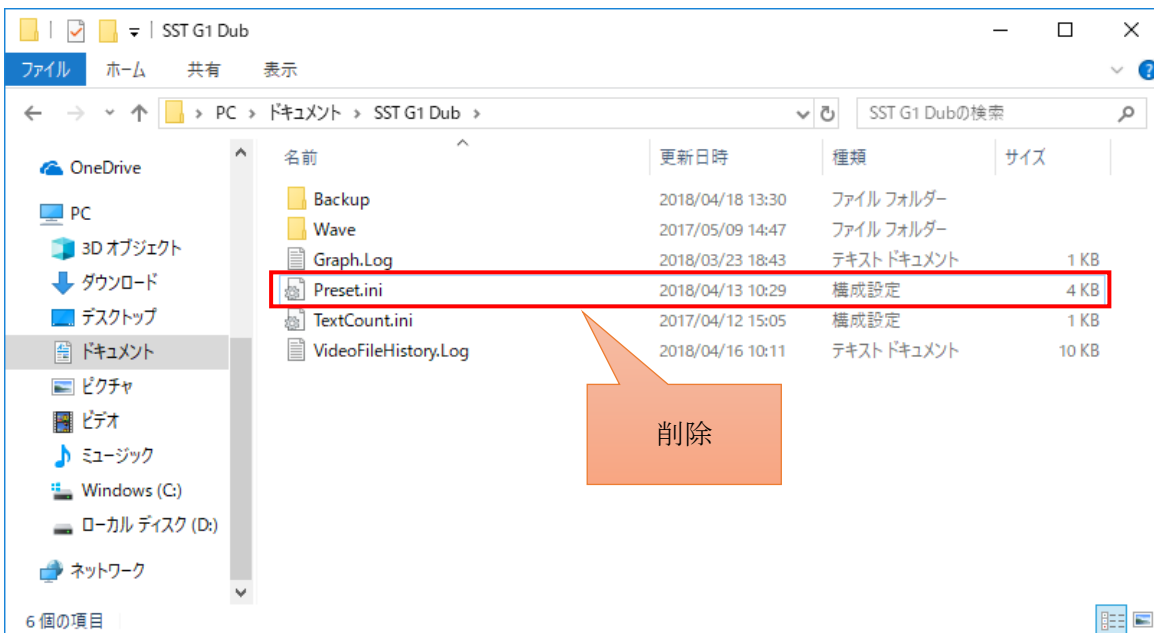 SST G1 Dub
ファイル ホーム 共有 表示
PC › ドキュメント › SST G1 Dub ›
SST G1 Dubの検索
名前 更新日時 種類 サイズ
OneDrive
PC
3D オブジェクト
ダウンロード
デスクトップ
ドキュメント
ピクチャ
ビデオ
ミュージック
Windows (C:)
ローカル ディスク (D:)
ネットワーク
Backup 2018/04/18 13:30 ファイル フォルダー
Wave 2017/05/09 14:47 ファイル フォルダー
Graph.Log 2018/03/23 18:43 テキスト ドキュメント 1 KB
Preset.ini 2018/04/13 10:29 構成設定 4 KB
TextCount.ini 2017/04/12 15:05 構成設定 1 KB
VideoFileHistory.Log 2018/04/16 10:11 テキスト ドキュメント 10 KB
削除
6 個の項目